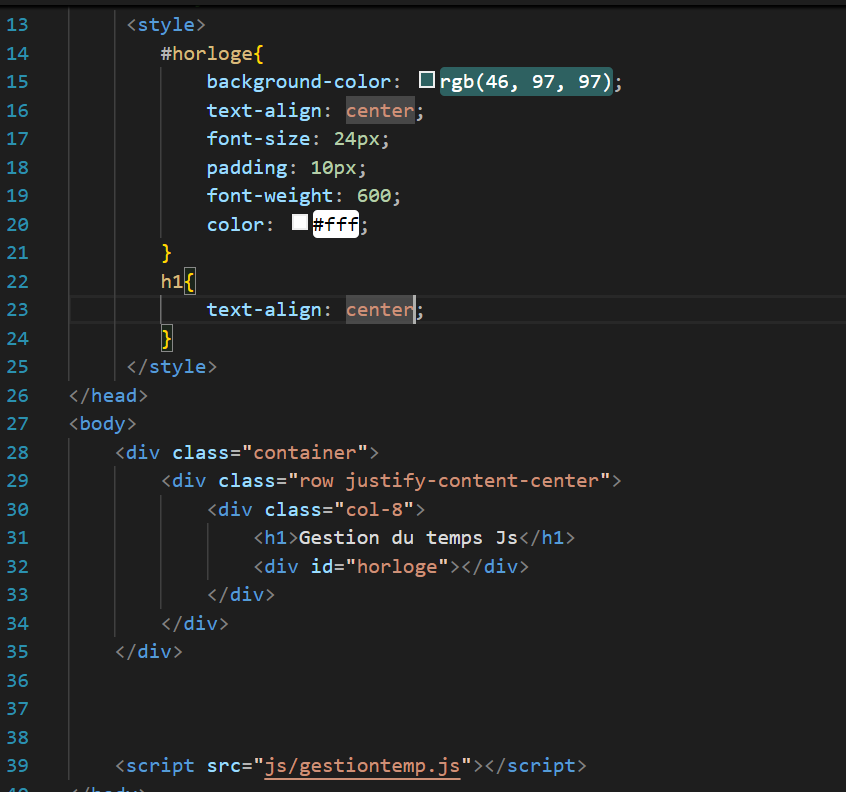 13 <style>
14 #horloge{
15 background-color: rgb(46, 97, 97);
16 text-align: center;
17 font-size: 24px;
18 padding: 10px;
19 font-weight: 600;
20 color: #fff;
21 }
22 h1{
23 text-align: center;
24 }
25 </style>
26 </head>
27 <body>
28 <div class="container">
29 <div class="row justify-content-center">
30 <div class="col-8">
31 <h1>Gestion du temps Js</h1>
32 <div id="horloge"></div>
33 </div>
34 </div>
35 </div>
36
37
38
39 <script src="js/gestiontemp.js"></script>